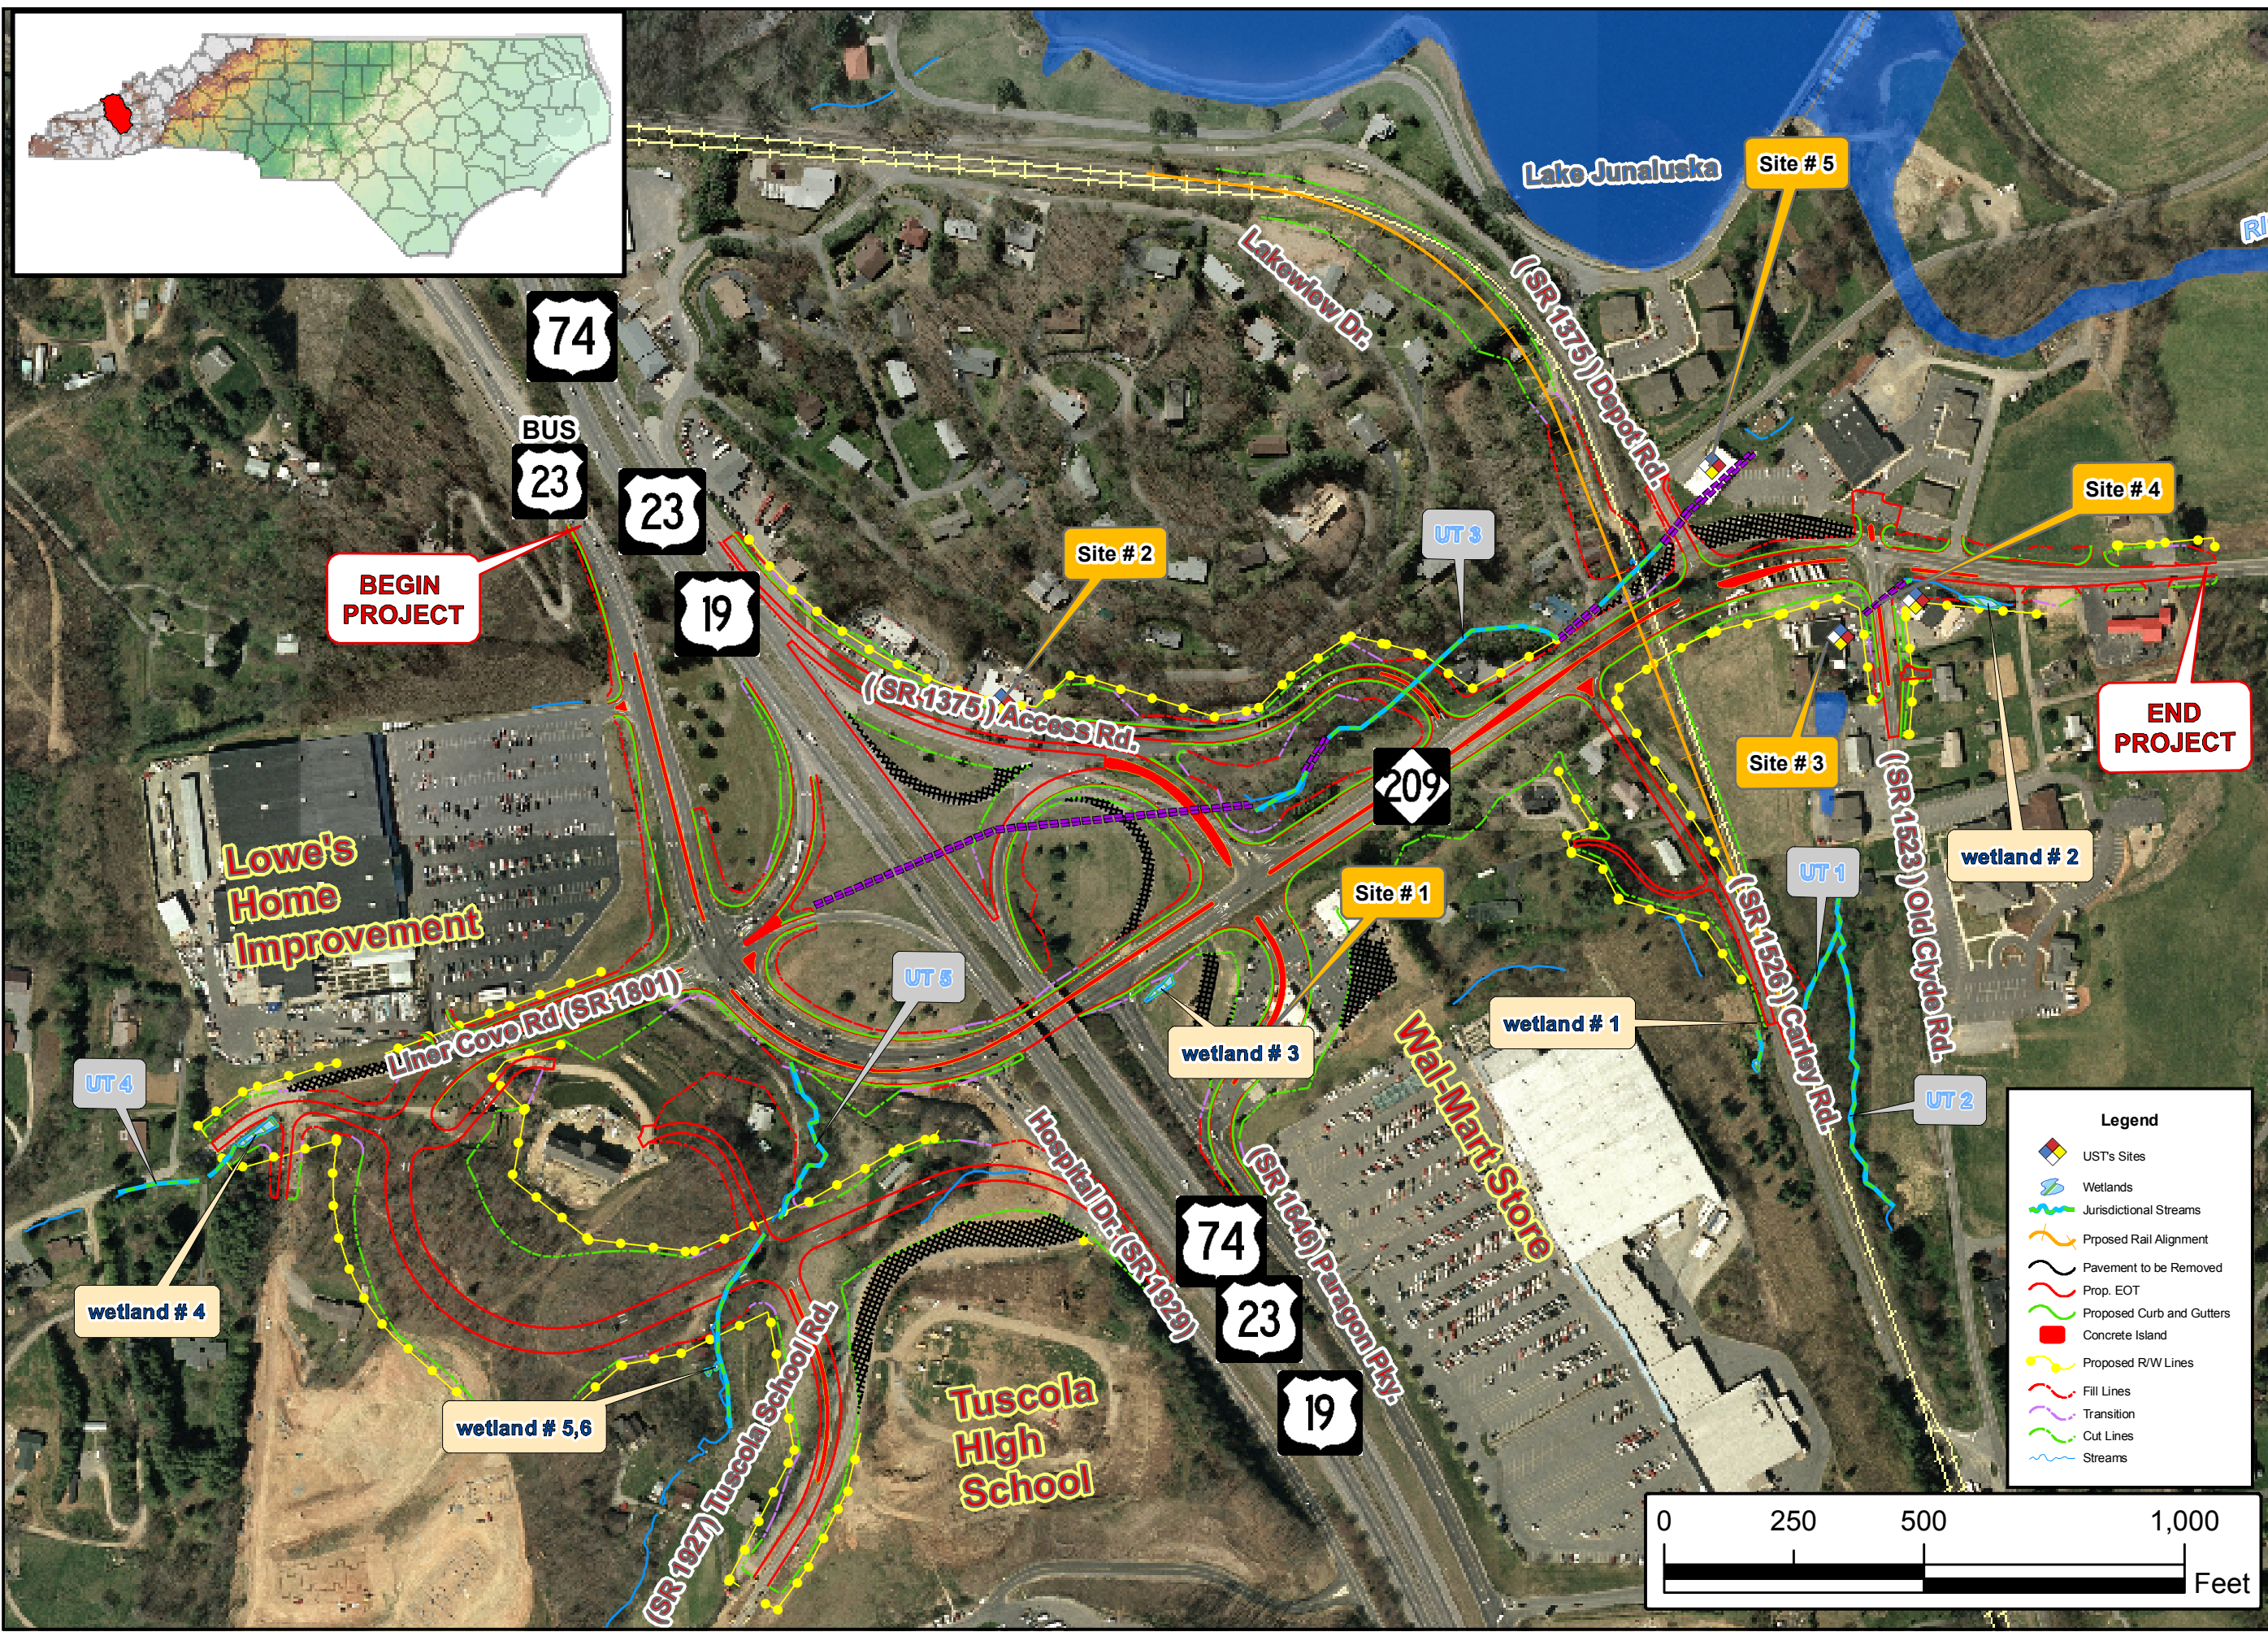 Lake Junaluska
Site # 5
RI
74
Lakewiew Dr.
( SR 1375 ) Depot Rd.
BUS
23
23
Site # 4
UT 3
Site # 2
BEGIN
PROJECT
19
( SR 1375 ) Access Rd.
END
PROJECT
Site # 3
209
Lowe's
Home
Improvement
( SR 1523 ) Old Clyde Rd.
wetland # 2
UT 1
Site # 1
( SR 1526 ) Carley Rd.
UT 5
Liner Cove Rd (SR 1801)
wetland # 1
wetland # 3
Wal-Mart Store
UT 4
UT 2
Hospital Dr. (SR 1929)
(SR 1646) Paragon Pky.
74
23
19
wetland # 4
wetland # 5,6
(SR 1927) Tuscola School Rd.
Tuscola
HIgh
School
Legend
UST's Sites
Wetlands
Jurisdictional Streams
Prposed Rail Alignment
Pavement to be Removed
Prop. EOT
Proposed Curb and Gutters
Concrete Island
Proposed R/W Lines
Fill Lines
Transition
Cut Lines
Streams
0 250 500 1,000
Feet